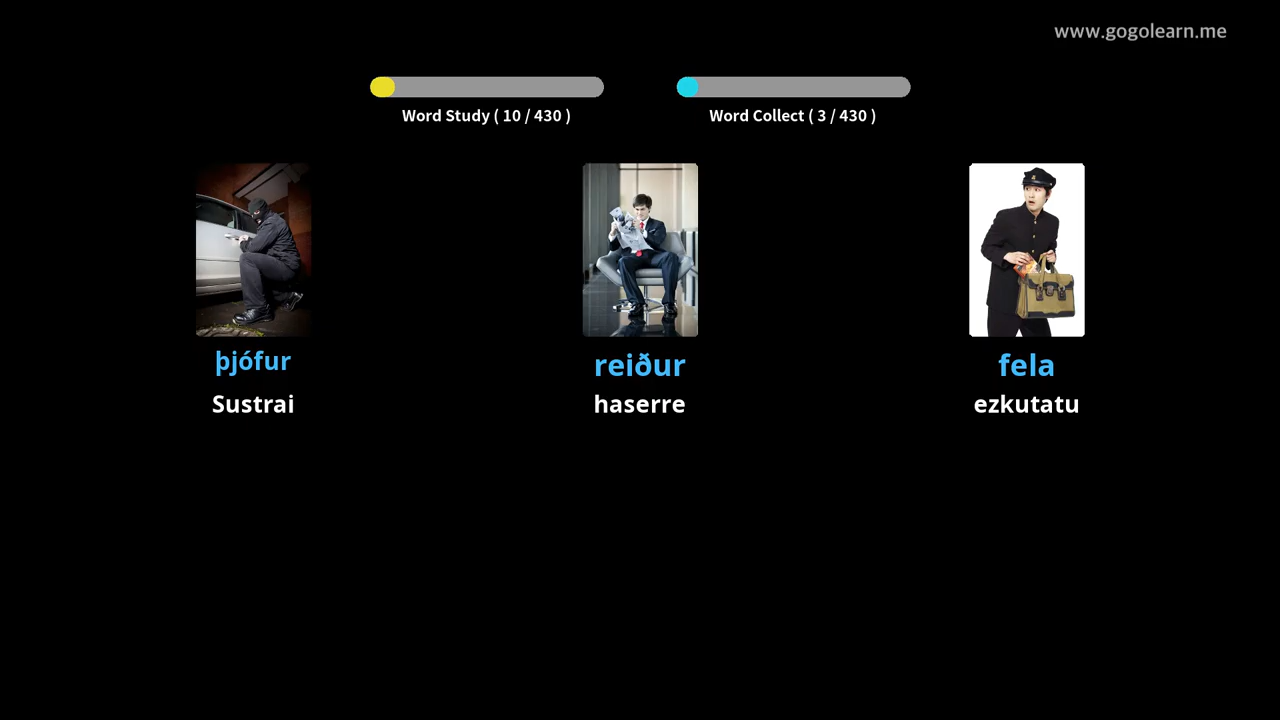 www.gogolearn.me
Word Study ( 10 / 430 )
Word Collect ( 3 / 430 )
þjófur
reiður
fela
Sustrai
haserre
ezkutatu